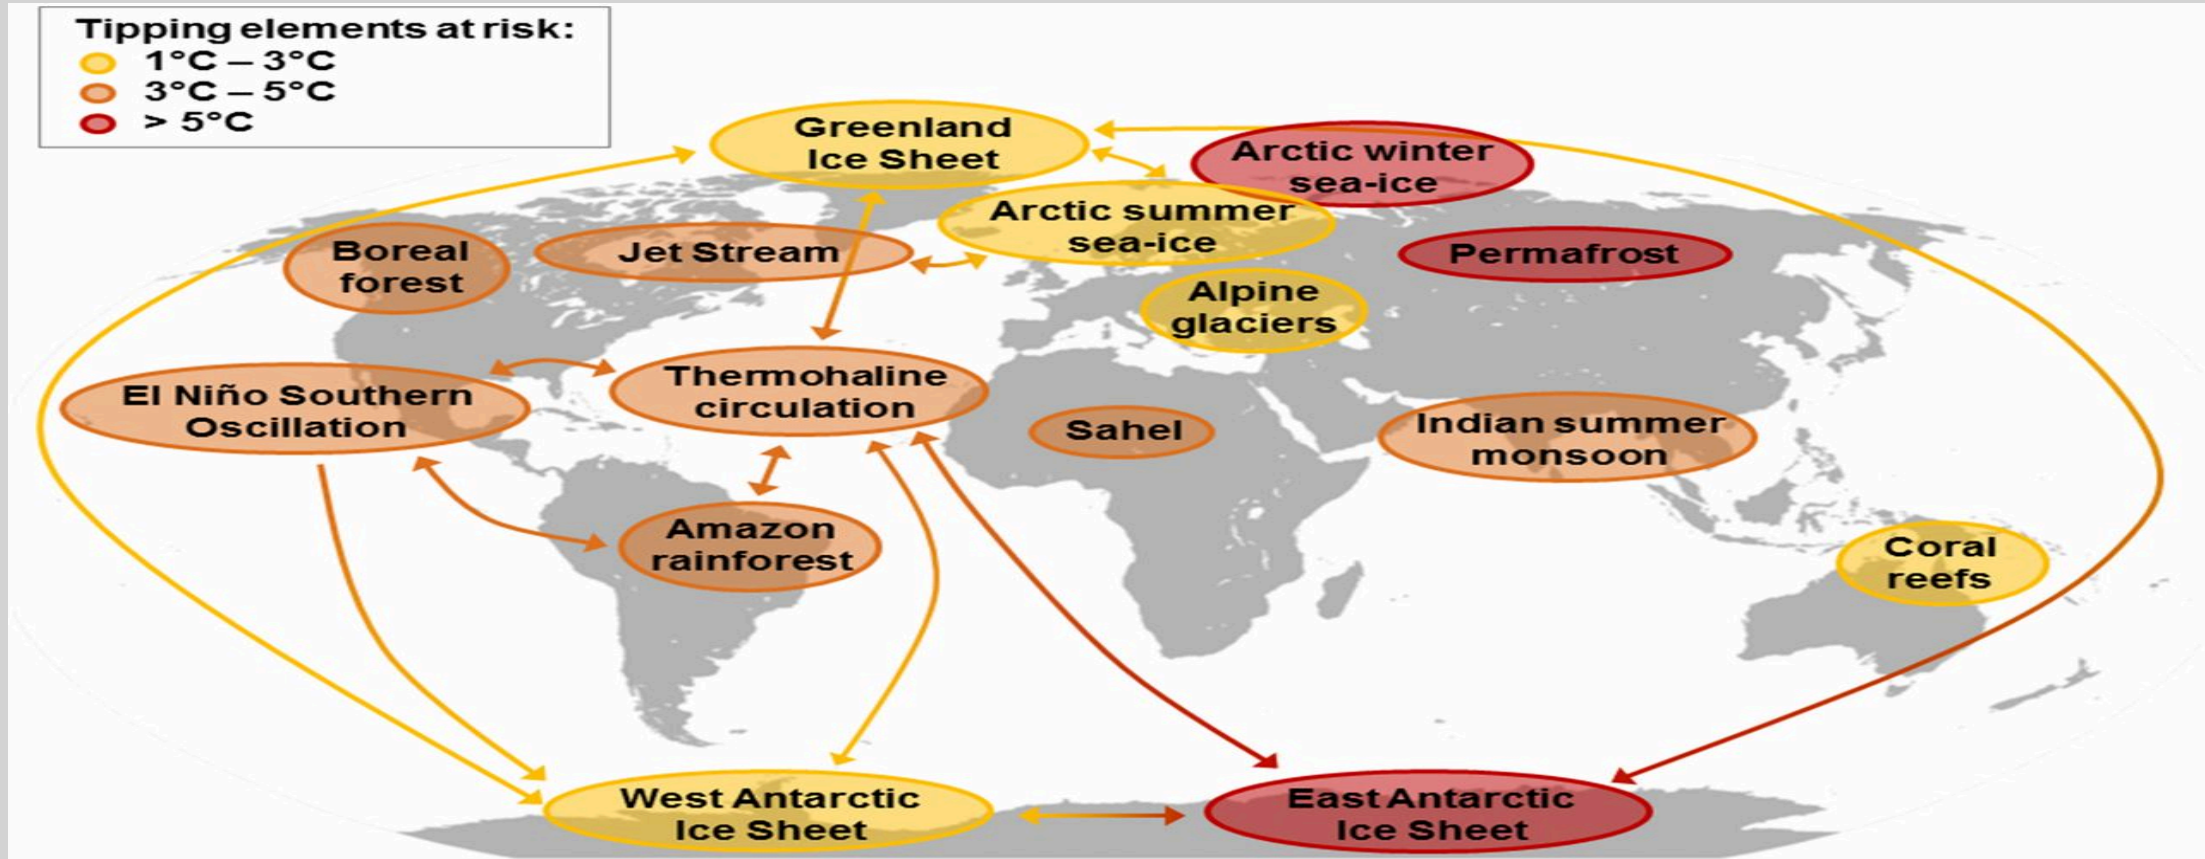 Tipping elements at risk:
1°C – 3°C
3°C – 5°C
> 5°C
Greenland
Ice Sheet
Arctic winter
sea-ice
Arctic summer
sea-ice
Boreal
forest
Jet Stream
Permafrost
Alpine
glaciers
El Niño Southern
Oscillation
Thermohaline
circulation
Sahel
Indian summer
monsoon
Amazon
rainforest
Coral
reefs
West Antarctic
Ice Sheet
East Antarctic
Ice Sheet